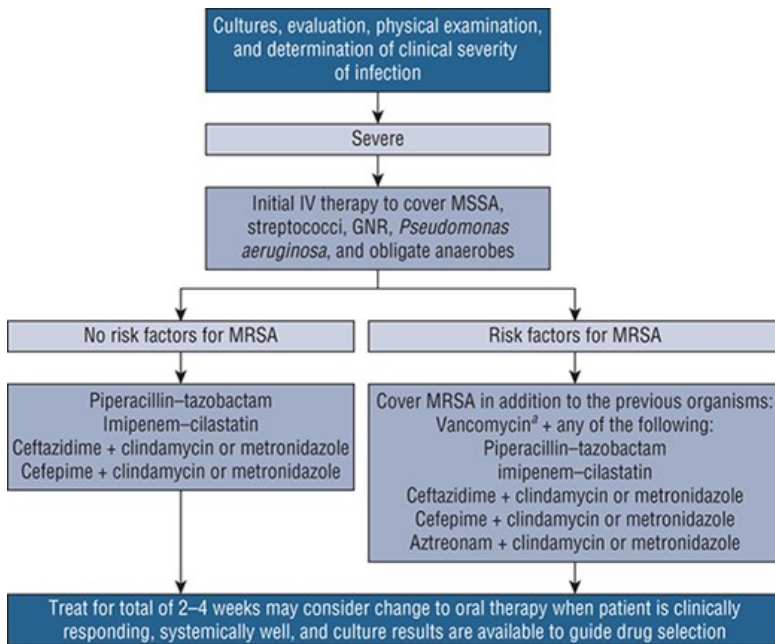 Cultures, evaluation, physical examination,
and determination of clinical severity
of infection
Severe
Initial IV therapy to cover MSSA,
streptococci, GNR, Pseudomonas
aeruginosa, and obligate anaerobes
No risk factors for MRSA
Piperacillin–tazobactam
Imipenem–cilastatin
Ceftazidime + clindamycin or metronidazole
Cefepime + clindamycin or metronidazole
Risk factors for MRSA
Cover MRSA in addition to the previous organisms:
Vancomycinᵃ + any of the following:
Piperacillin–tazobactam
imipenem–cilastatin
Ceftazidime + clindamycin or metronidazole
Cefepime + clindamycin or metronidazole
Aztreonam + clindamycin or metronidazole
Treat for total of 2–4 weeks may consider change to oral therapy when patient is clinically
responding, systemically well, and culture results are available to guide drug selection